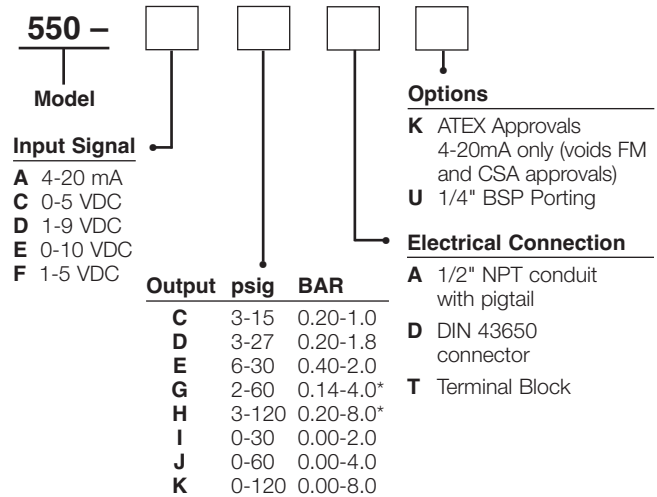 550 –
Model
Input Signal
A 4-20 mA
C 0-5 VDC
D 1-9 VDC
E 0-10 VDC
F 1-5 VDC
Output psig BAR
C 3-15 0.20-1.0
D 3-27 0.20-1.8
E 6-30 0.40-2.0
G 2-60 0.14-4.0*
H 3-120 0.20-8.0*
I 0-30 0.00-2.0
J 0-60 0.00-4.0
K 0-120 0.00-8.0
Options
K ATEX Approvals
4-20mA only (voids FM
and CSA approvals)
U 1/4" BSP Porting
Electrical Connection
A 1/2" NPT conduit
with pigtail
D DIN 43650
connector
T Terminal Block